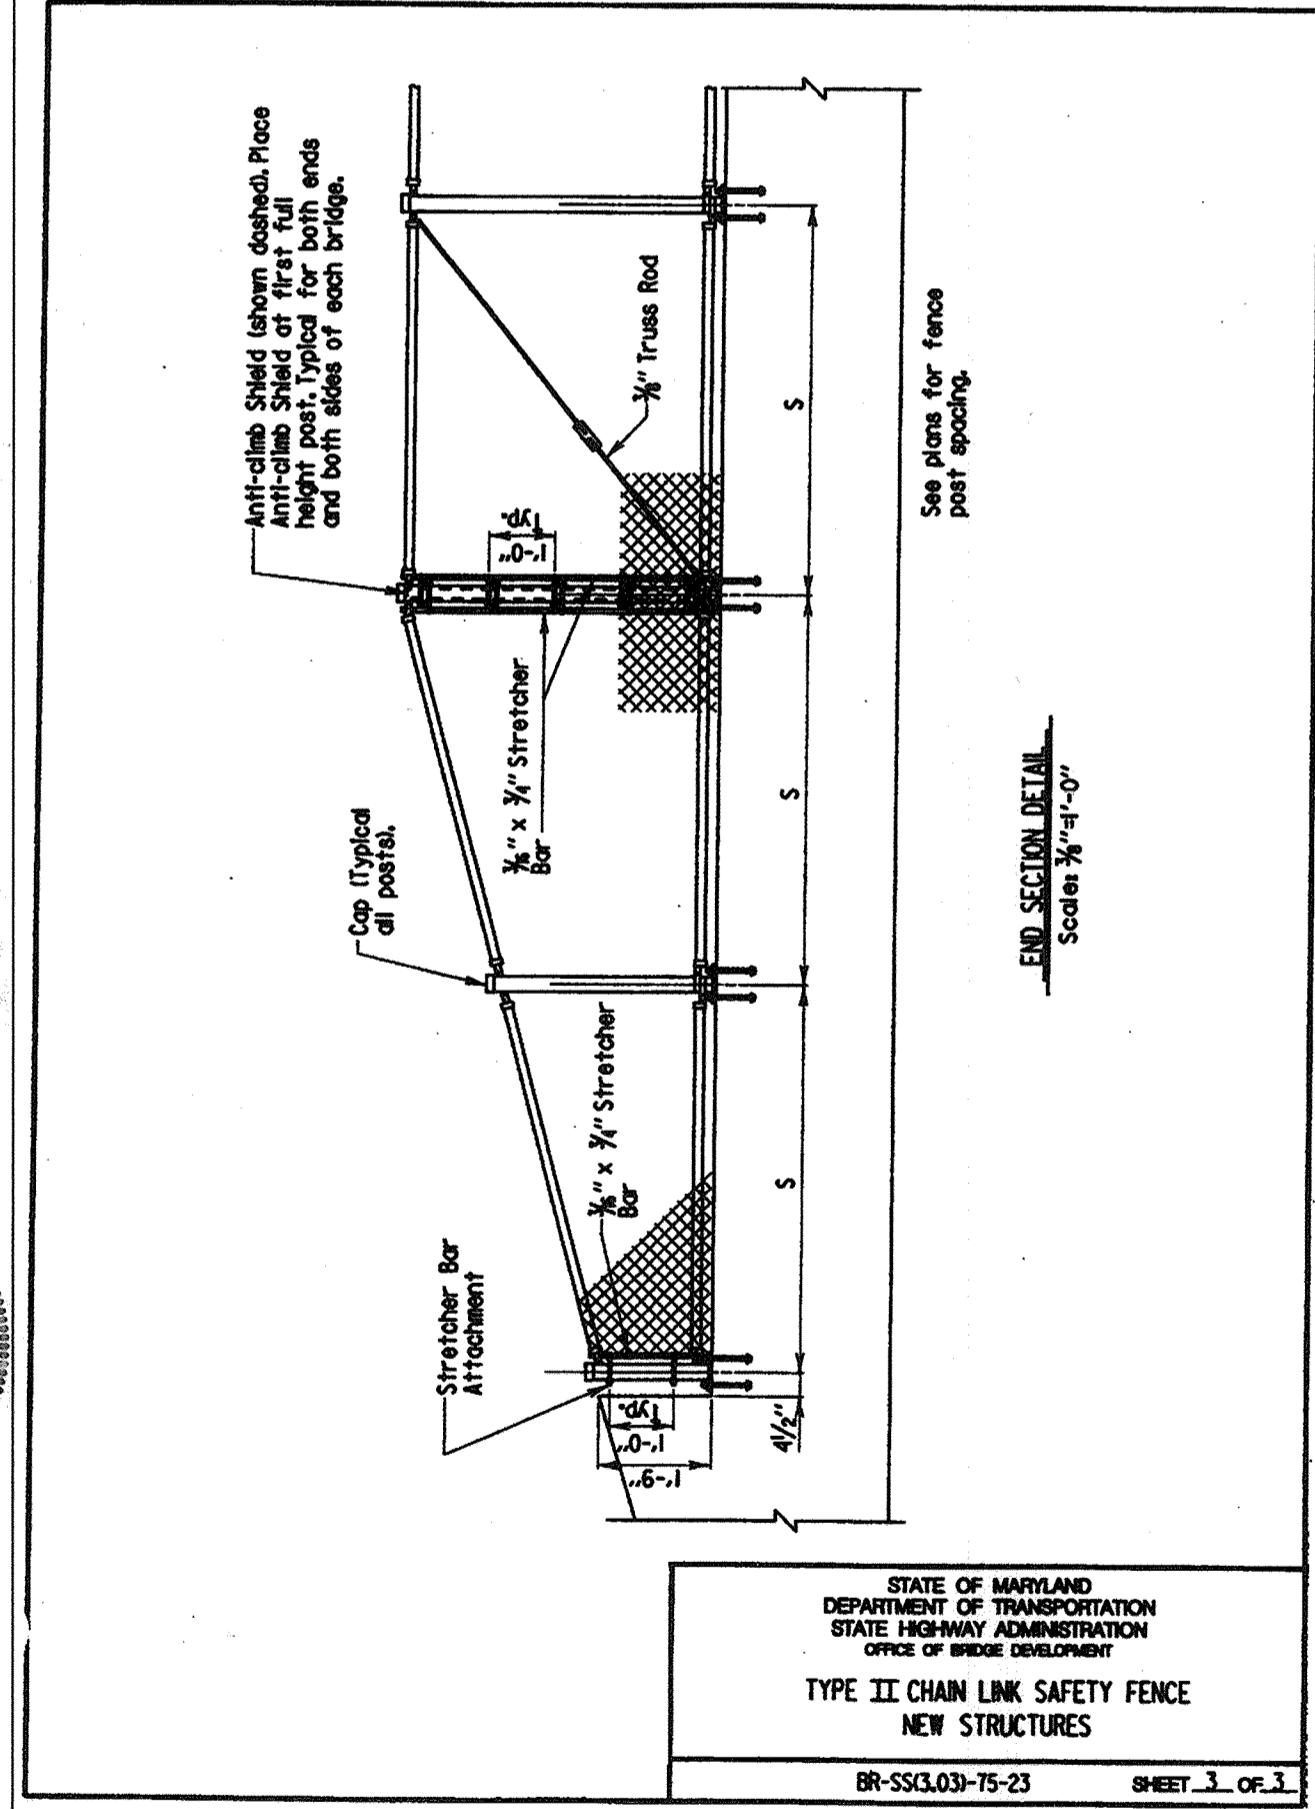 Anti-climb Shield (shown dashed). Place
Anti-climb Shield at first full
height post. Typical for both ends
and both sides of each bridge.
Cap (Typical
all posts).
Stretcher Bar
Attachment
3/16" x 3/4" Stretcher
Bar
3/16" x 3/4" Stretcher
Bar
3/8" Truss Rod
1'-0"
Typ.
1'-0"
Typ.
1'-9"
4 1/2"
S
S
S
See plans for fence
post spacing.
END SECTION DETAIL
Scale: 3/8"=1'-0"
STATE OF MARYLAND
DEPARTMENT OF TRANSPORTATION
STATE HIGHWAY ADMINISTRATION
OFFICE OF BRIDGE DEVELOPMENT
TYPE II CHAIN LINK SAFETY FENCE
NEW STRUCTURES
BR-SS(3.03)-75-23
SHEET 3 OF 3